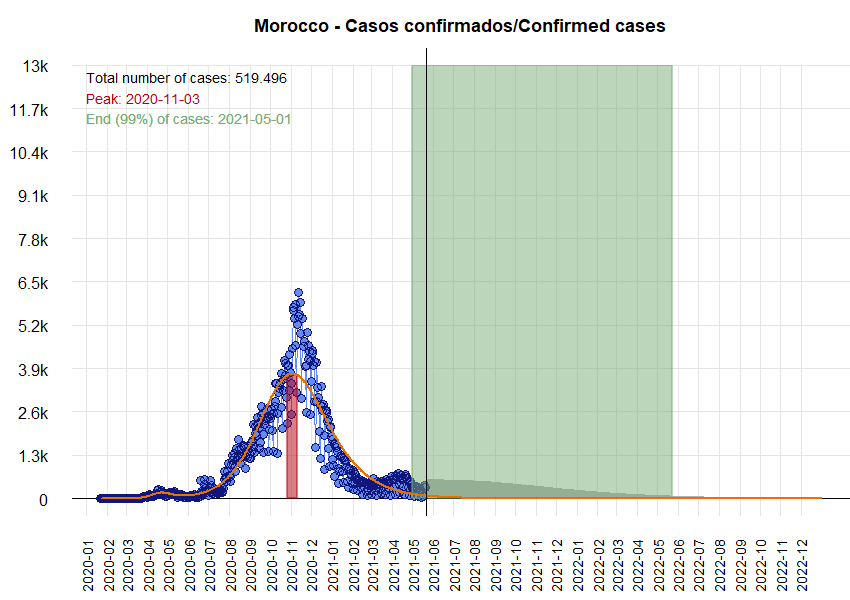 Morocco - Casos confirmados/Confirmed cases
13k
11.7k
10.4k
9.1k
7.8k
6.5k
5.2k
3.9k
2.6k
1.3k
0
Total number of cases: 519.496
Peak: 2020-11-03
End (99%) of cases: 2021-05-01
2020-01
2020-02
2020-03
2020-04
2020-05
2020-06
2020-07
2020-08
2020-09
2020-10
2020-11
2020-12
2021-01
2021-02
2021-03
2021-04
2021-05
2021-06
2021-07
2021-08
2021-09
2021-10
2021-11
2021-12
2022-01
2022-02
2022-03
2022-04
2022-05
2022-06
2022-07
2022-08
2022-09
2022-10
2022-11
2022-12